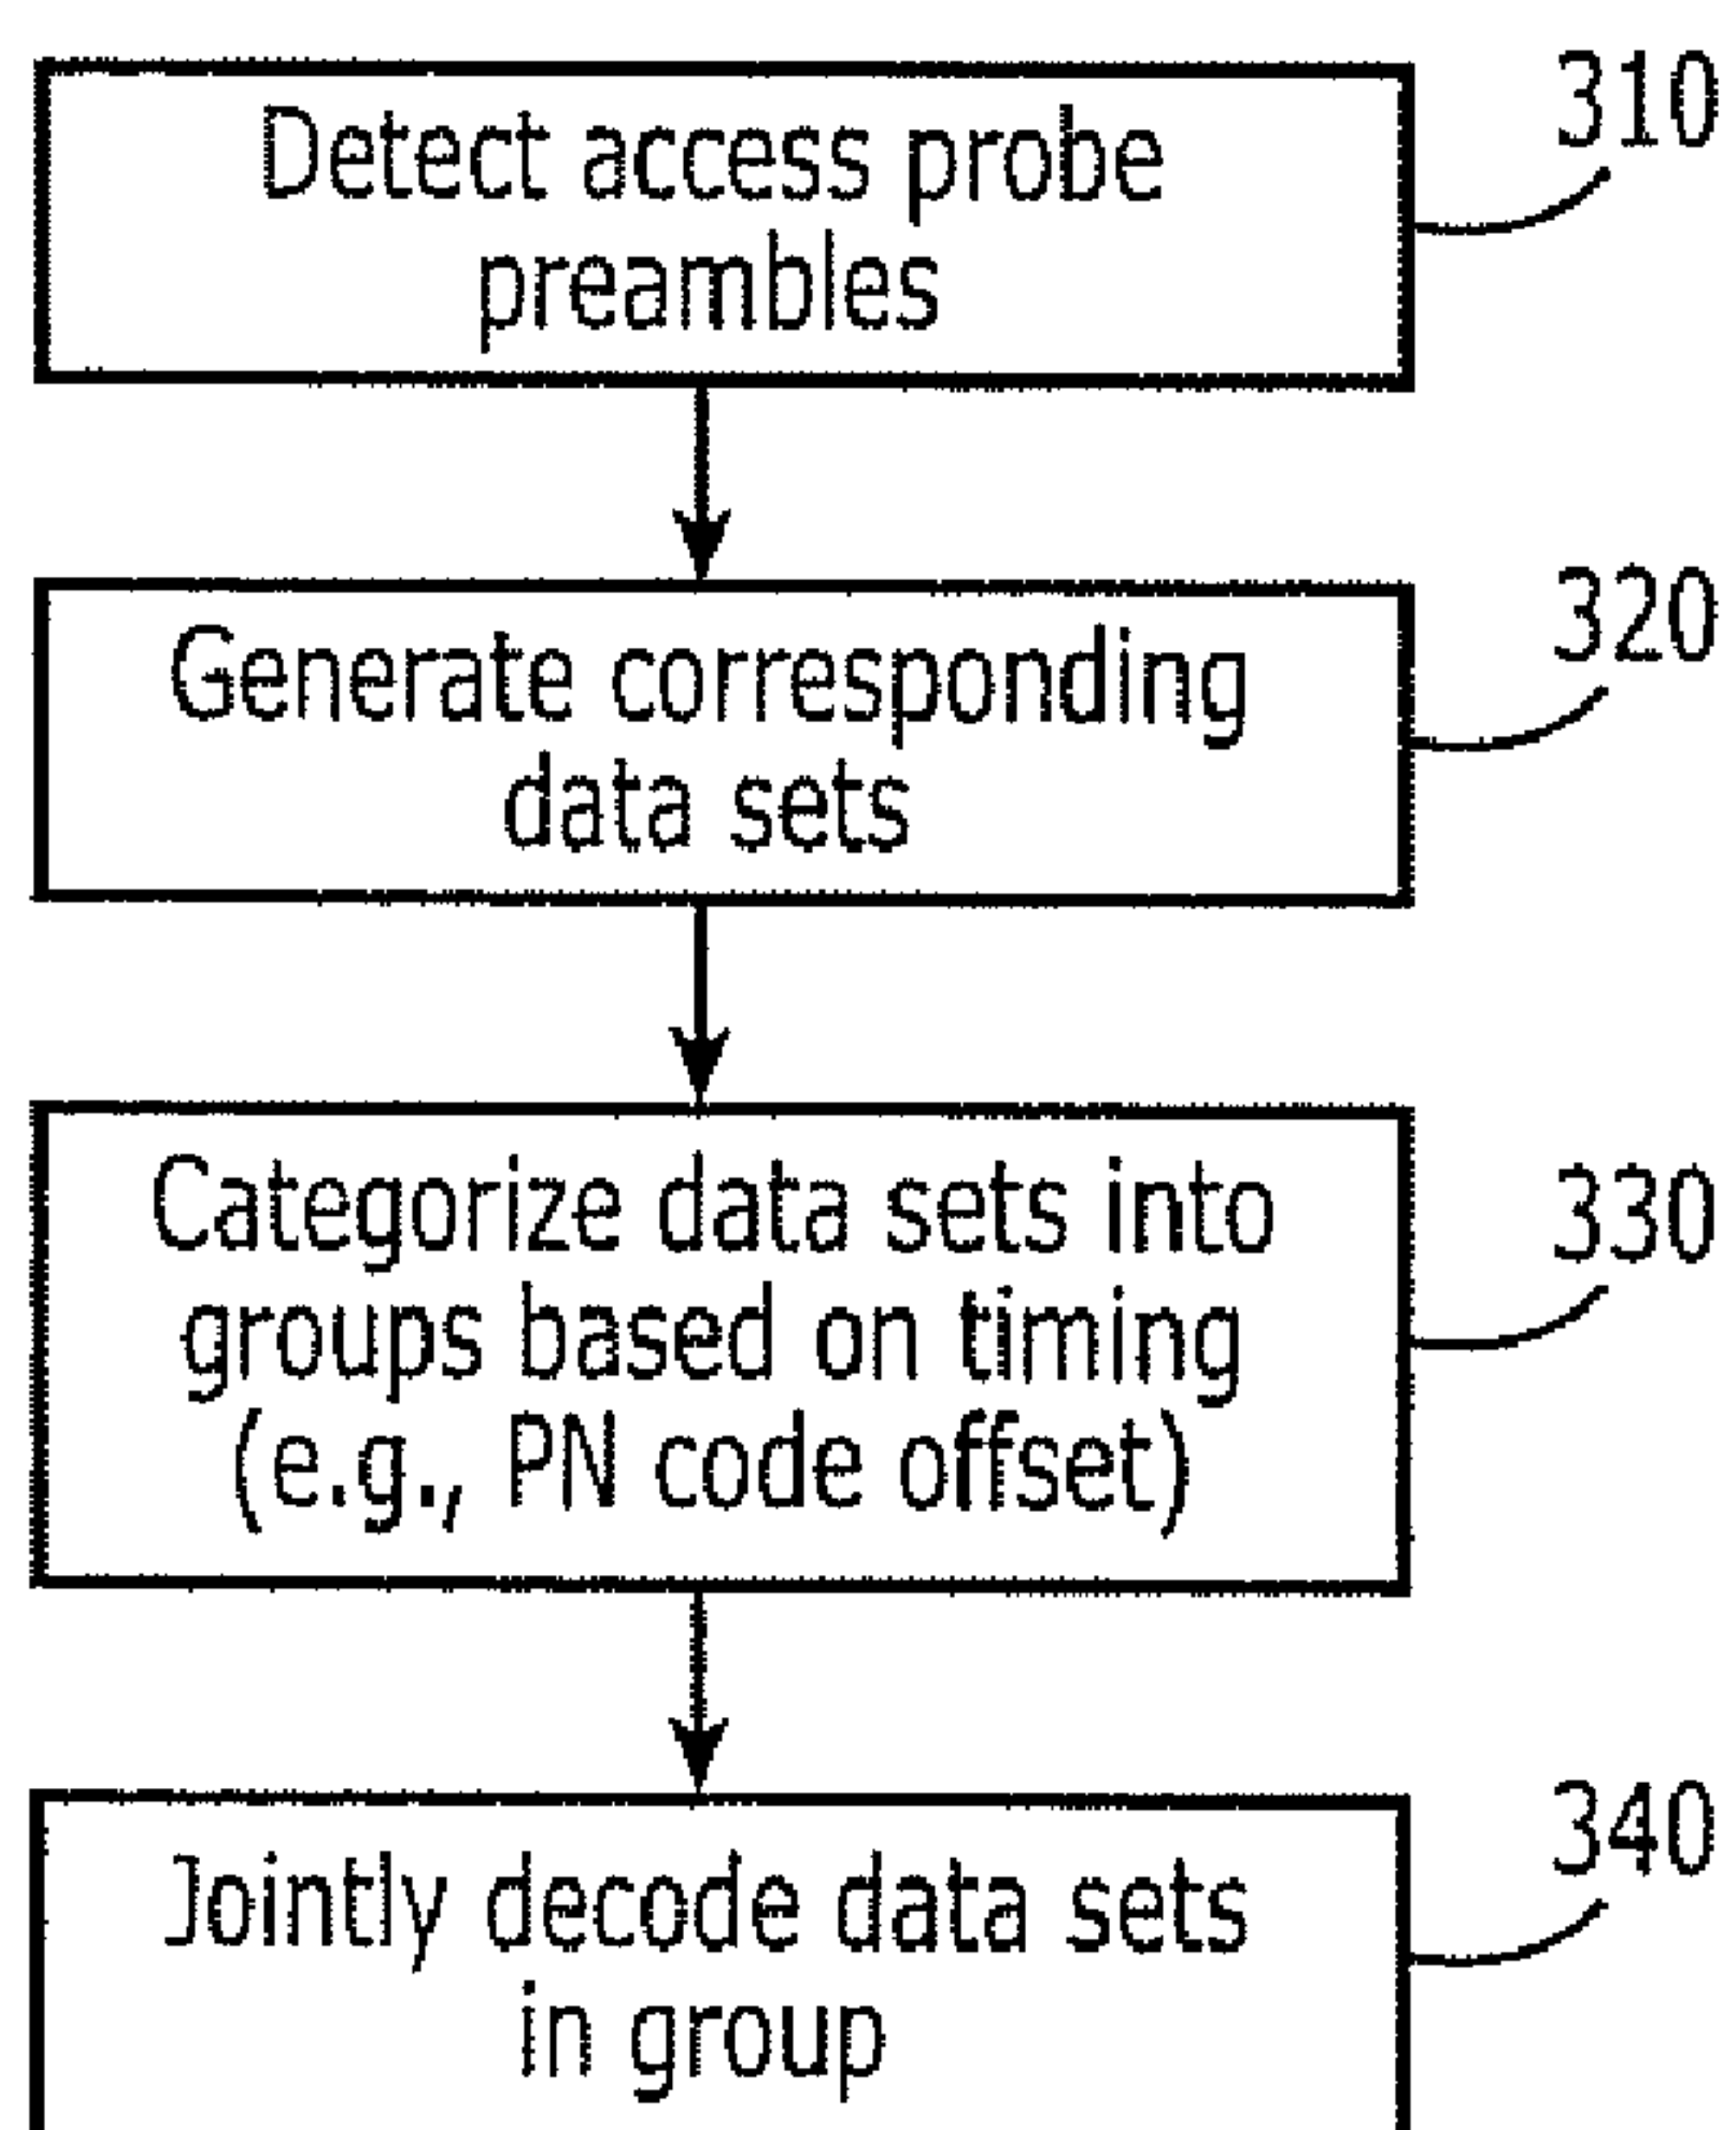 310
Detect access probe
preambles
320
Generate corresponding
data sets
330
Categorize data sets into
groups based on timing
(e.g., PN code offset)
340
Jointly decode data sets
in group